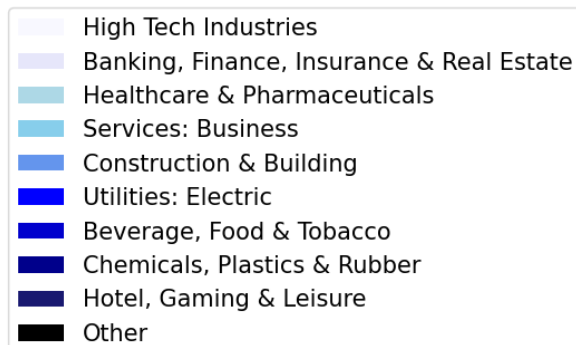 High Tech Industries
Banking, Finance, Insurance & Real Estate
Healthcare & Pharmaceuticals
Services: Business
Construction & Building
Utilities: Electric
Beverage, Food & Tobacco
Chemicals, Plastics & Rubber
Hotel, Gaming & Leisure
Other